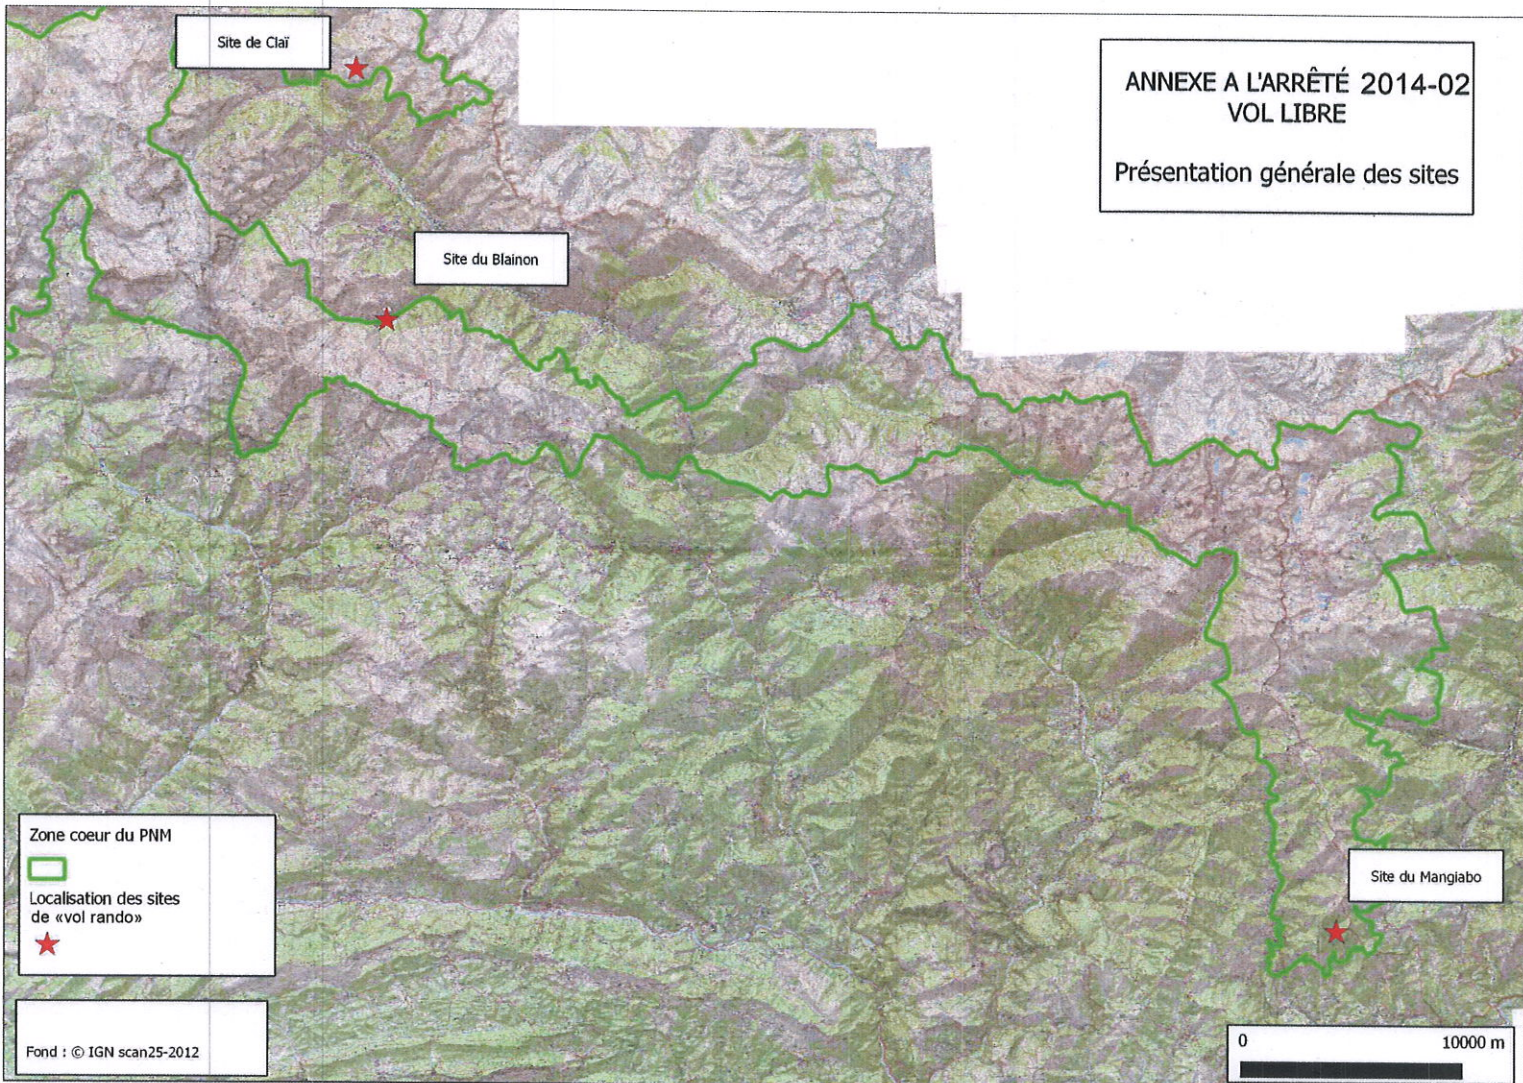 Site de Claï
ANNEXE A L'ARRÊTÉ 2014-02
VOL LIBRE
Présentation générale des sites
Site du Blainon
Zone coeur du PNM
Localisation des sites
de «vol rando»
Site du Mangiabo
Fond : © IGN scan25-2012
0 10000 m